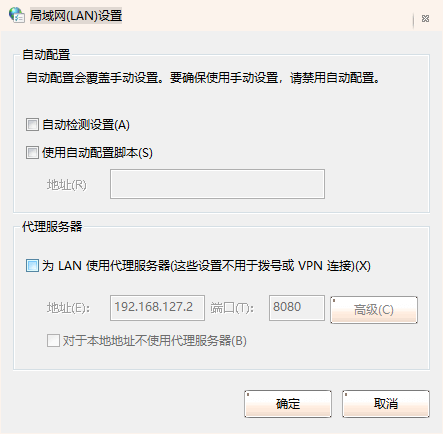 局域网(LAN)设置
自动配置
自动配置会覆盖手动设置。要确保使用手动设置，请禁用自动配置。
自动检测设置(A)
使用自动配置脚本(S)
地址(R)
代理服务器
为 LAN 使用代理服务器(这些设置不用于拨号或 VPN 连接)(X)
地址(E): 192.168.127.2 端口(T): 8080 高级(C)
对于本地地址不使用代理服务器(B)
确定 取消